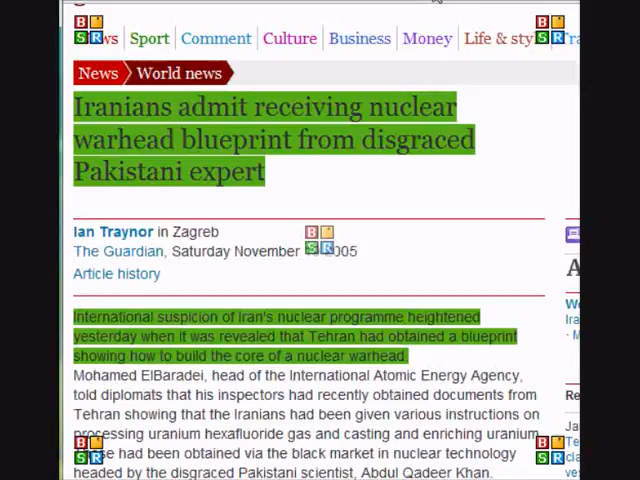 B
SR
B
SR
ws Sport Comment Culture Business Money Life & sty
News World news
Iranians admit receiving nuclear
warhead blueprint from disgraced
Pakistani expert
Ian Traynor in Zagreb
B
SR
The Guardian, Saturday November 2005
Article history
A
International suspicion of Iran's nuclear programme heightened
yesterday when it was revealed that Tehran had obtained a blueprint
showing how to build the core of a nuclear warhead.
Mohamed ElBaradei, head of the International Atomic Energy Agency,
told diplomats that his inspectors had recently obtained documents from
Tehran showing that the Iranians had been given various instructions on
processing uranium hexafluoride gas and casting and enriching uranium
had been obtained via the black market in nuclear technology
headed by the disgraced Pakistani scientist, Abdul Qadeer Khan.
B
SR
B
SR